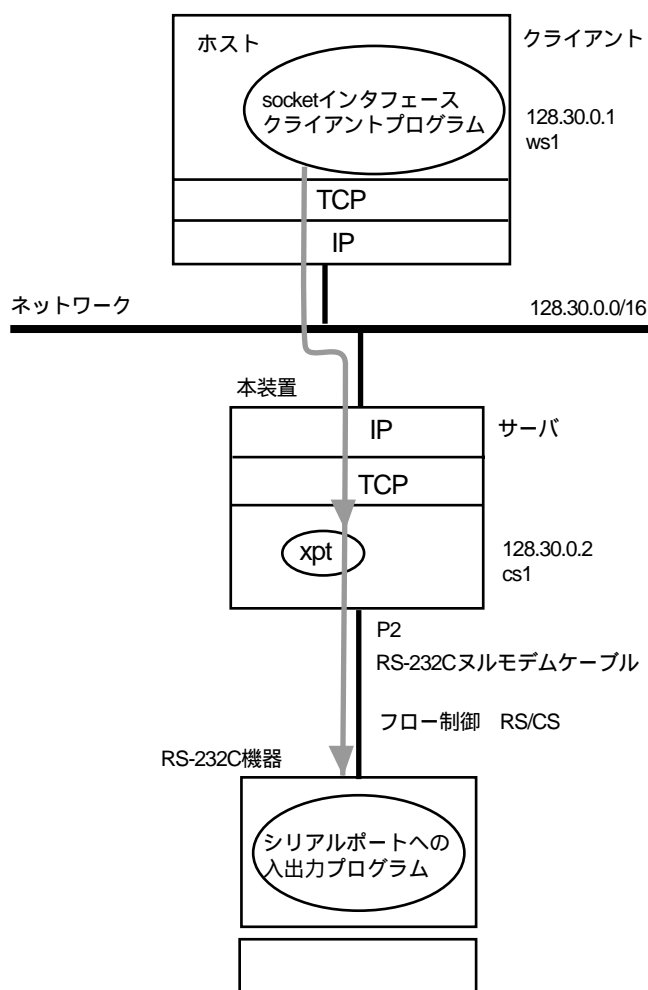 ホスト
クライアント
socketインタフェース
クライアントプログラム
128.30.0.1
ws1
TCP
IP
ネットワーク
128.30.0.0/16
本装置
IP
サーバ
TCP
xpt
128.30.0.2
cs1
P2
RS-232Cヌルモデムケーブル
フロー制御 RS/CS
RS-232C機器
シリアルポートへの
入出力プログラム